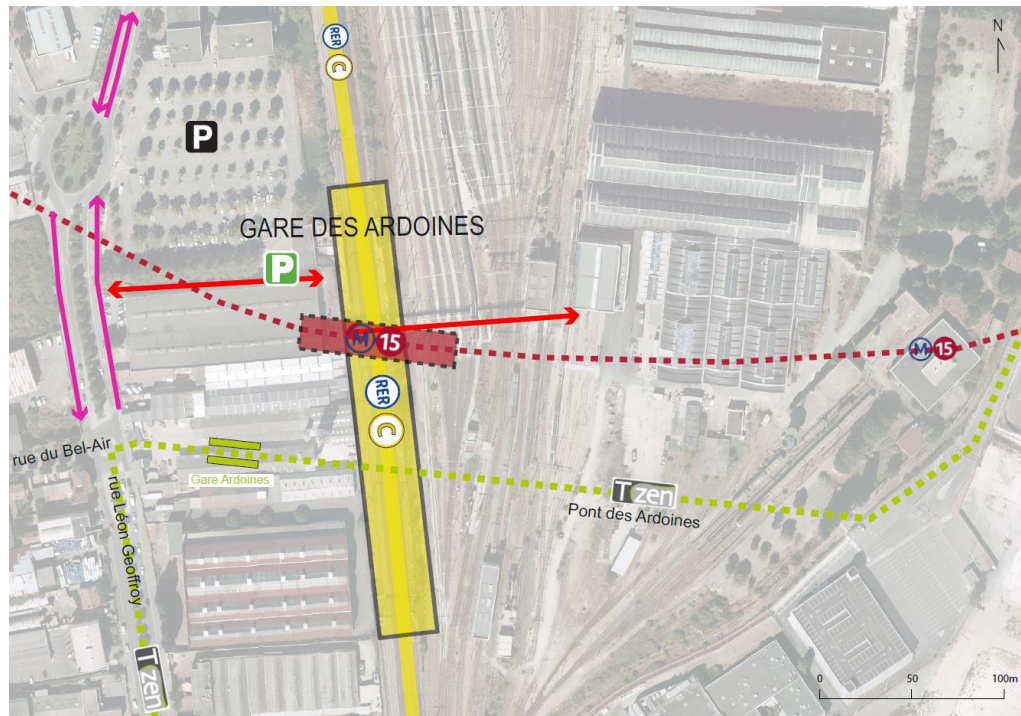 N
RER
C
P
GARE DES ARDOINES
P
M 15
M 15
RER
C
rue du Bel-Air
Gare Ardoines
T zen
Pont des Ardoines
rue Léon Geoffroy
T zen
0 50 100m